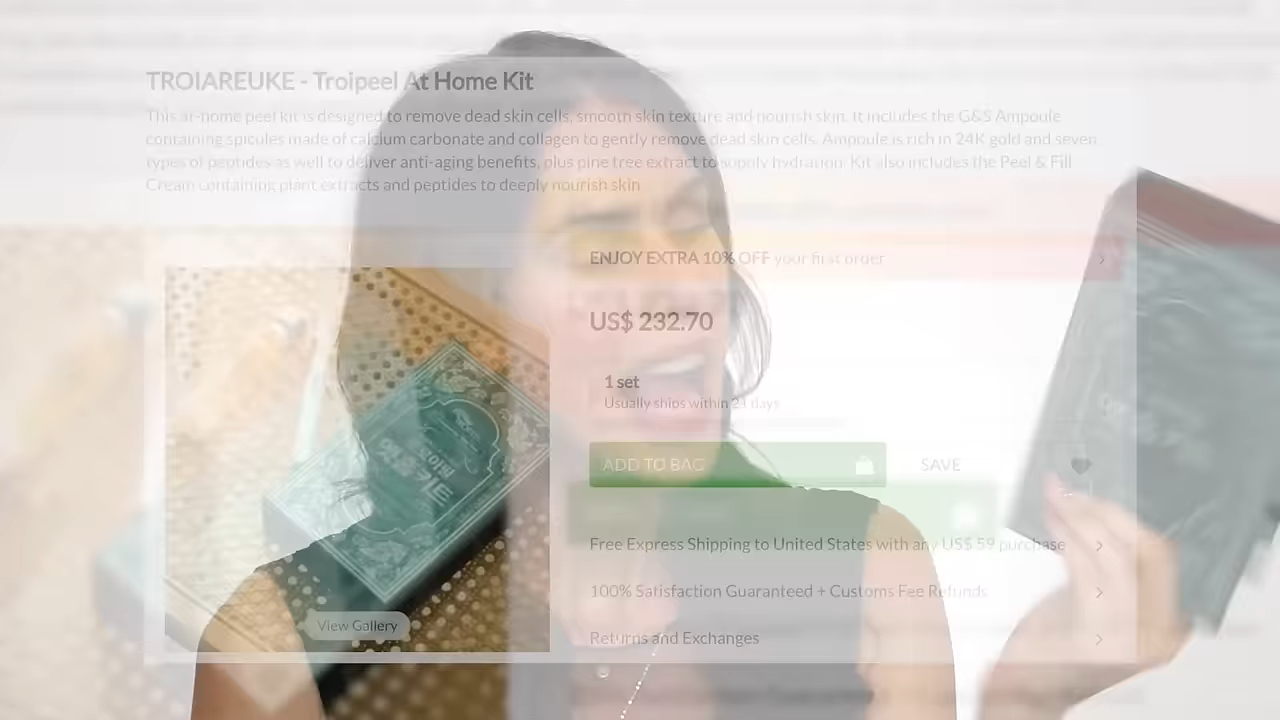 TROIAREUKE - Troipeel At Home Kit
This at-home peel kit is designed to remove dead skin cells, smooth skin texture and nourish skin. It includes the G&S Ampoule
containing spicules made of calcium carbonate and collagen to gently remove dead skin cells. Ampoule is rich in 24K gold and seven
types of peptides as well to deliver anti-aging benefits, plus pine tree extract to supply hydration. Kit also includes the Peel & Fill
Cream containing plant extracts and peptides to deeply nourish skin
ENJOY EXTRA 10% OFF your first order
US$ 232.70
1 set
Usually ships within 23 days
ADD TO BAG
SAVE
Free Express Shipping to United States with any US$ 59 purchase
100% Satisfaction Guaranteed + Customs Fee Refunds
View Gallery
Returns and Exchanges